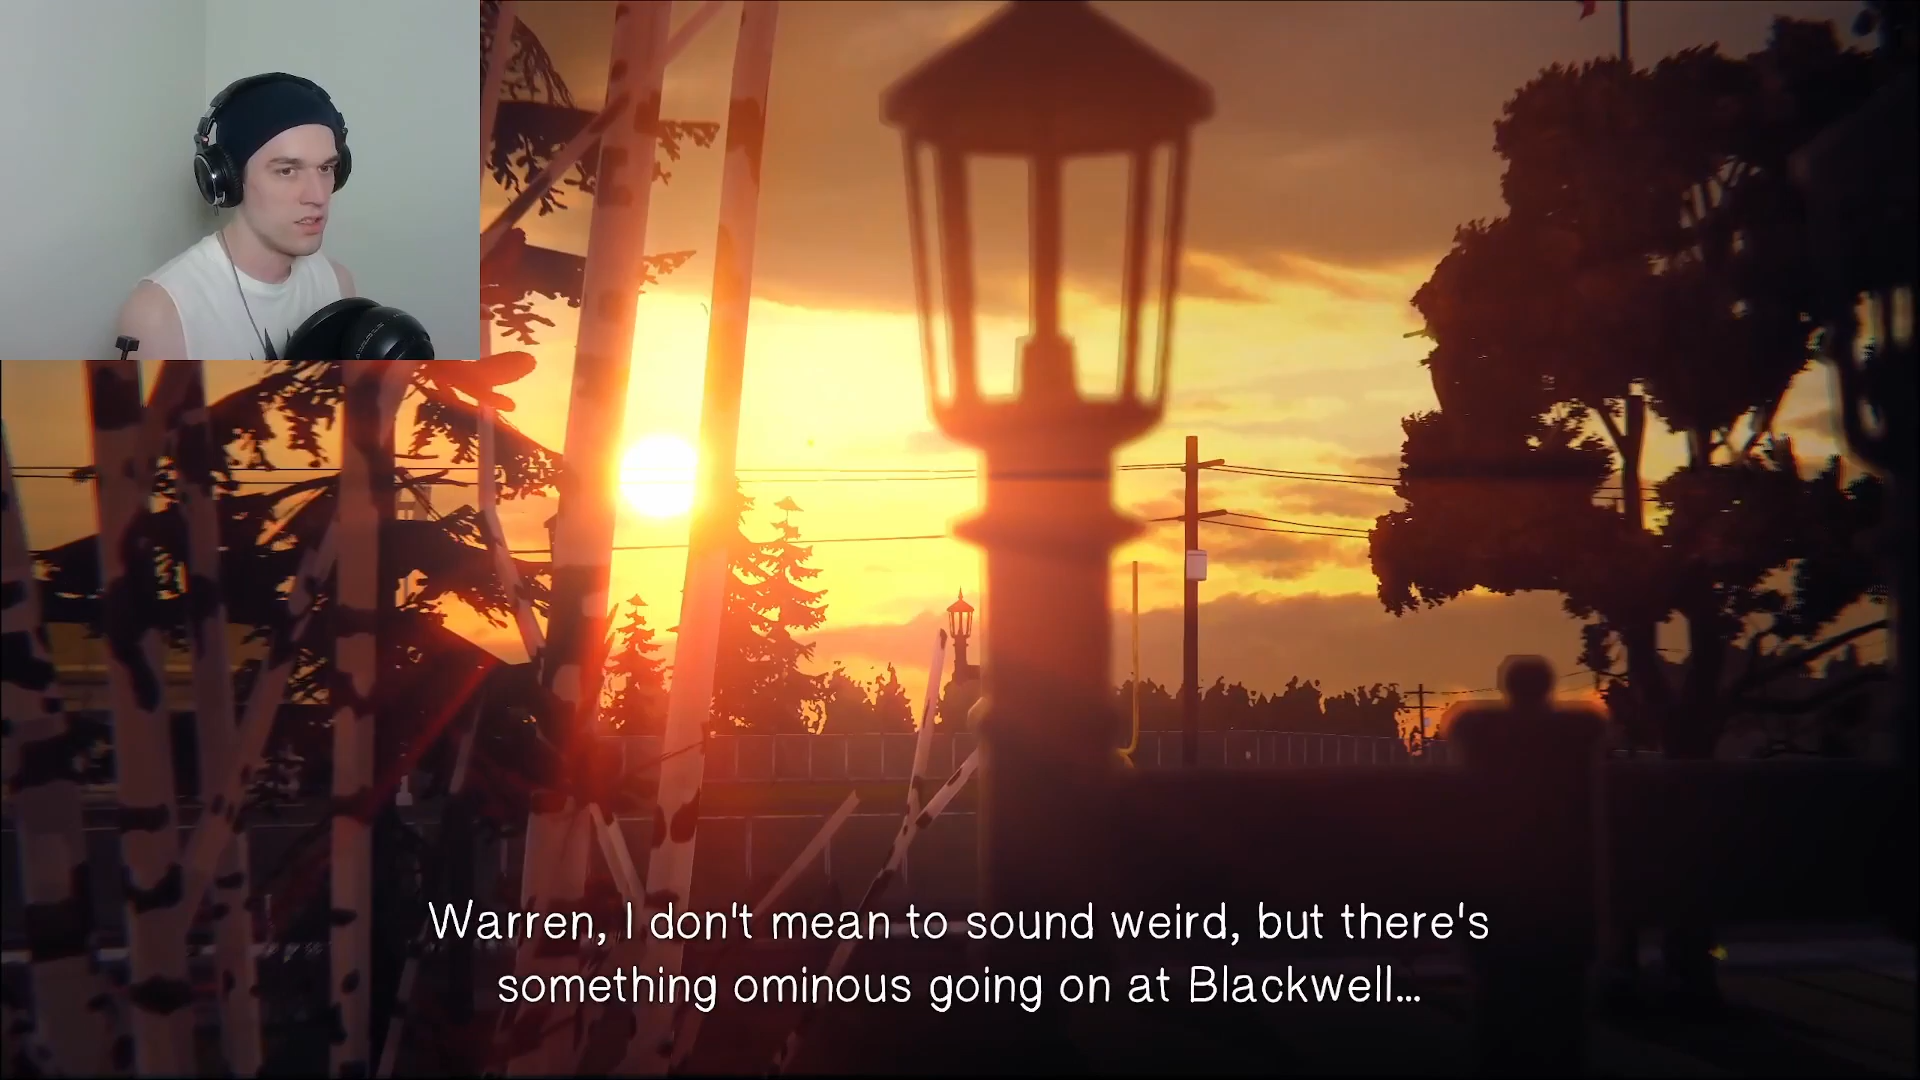 Warren, I don't mean to sound weird, but there's
something ominous going on at Blackwell...